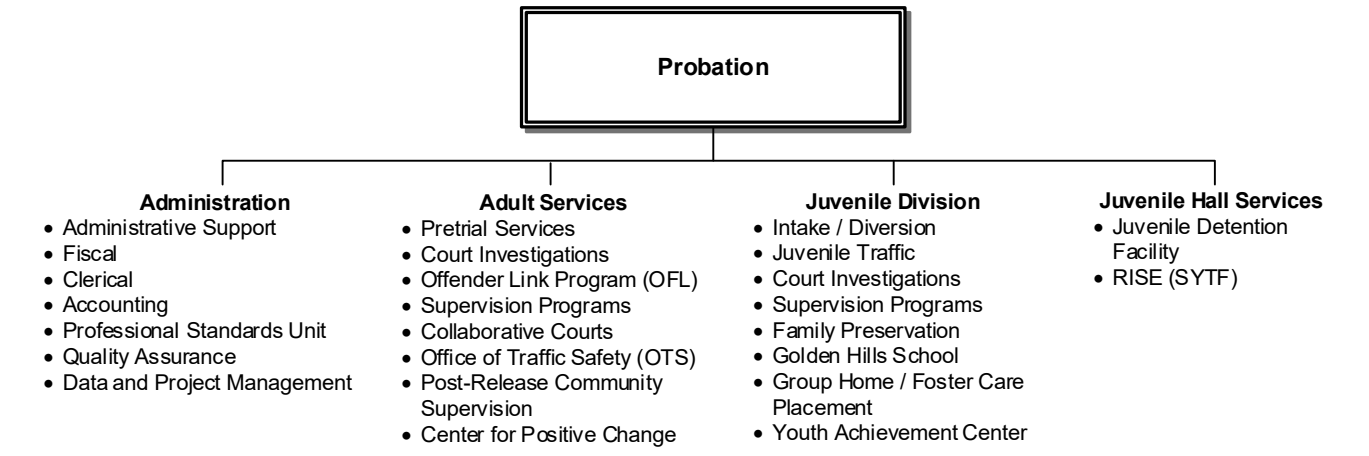 Probation
Administration
• Administrative Support
• Fiscal
• Clerical
• Accounting
• Professional Standards Unit
• Quality Assurance
• Data and Project Management
Adult Services
• Pretrial Services
• Court Investigations
• Offender Link Program (OFL)
• Supervision Programs
• Collaborative Courts
• Office of Traffic Safety (OTS)
• Post-Release Community
Supervision
• Center for Positive Change
Juvenile Division
• Intake / Diversion
• Juvenile Traffic
• Court Investigations
• Supervision Programs
• Family Preservation
• Golden Hills School
• Group Home / Foster Care
Placement
• Youth Achievement Center
Juvenile Hall Services
• Juvenile Detention
Facility
• RISE (SYTF)